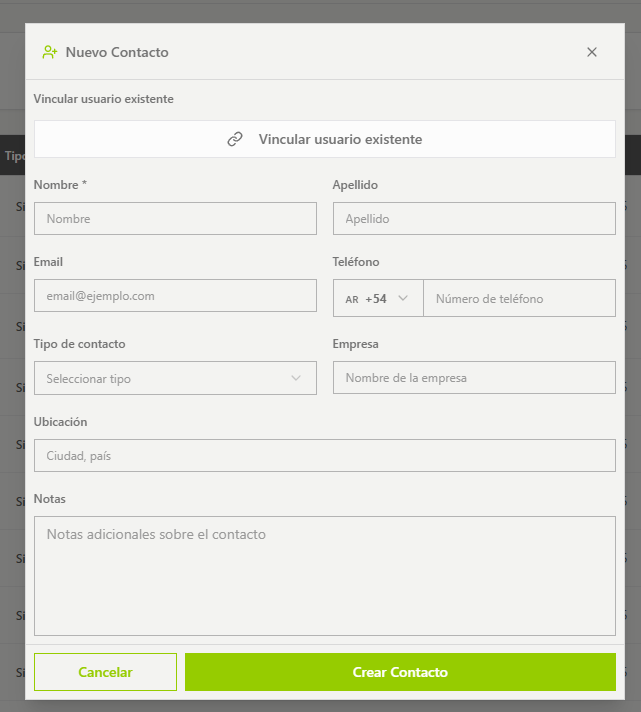 Nuevo Contacto
Vincular usuario existente
Vincular usuario existente
Nombre * Apellido
Nombre Apellido
Email Teléfono
email@ejemplo.com AR +54 Número de teléfono
Tipo de contacto Empresa
Seleccionar tipo Nombre de la empresa
Ubicación
Ciudad, país
Notas
Notas adicionales sobre el contacto
Cancelar Crear Contacto